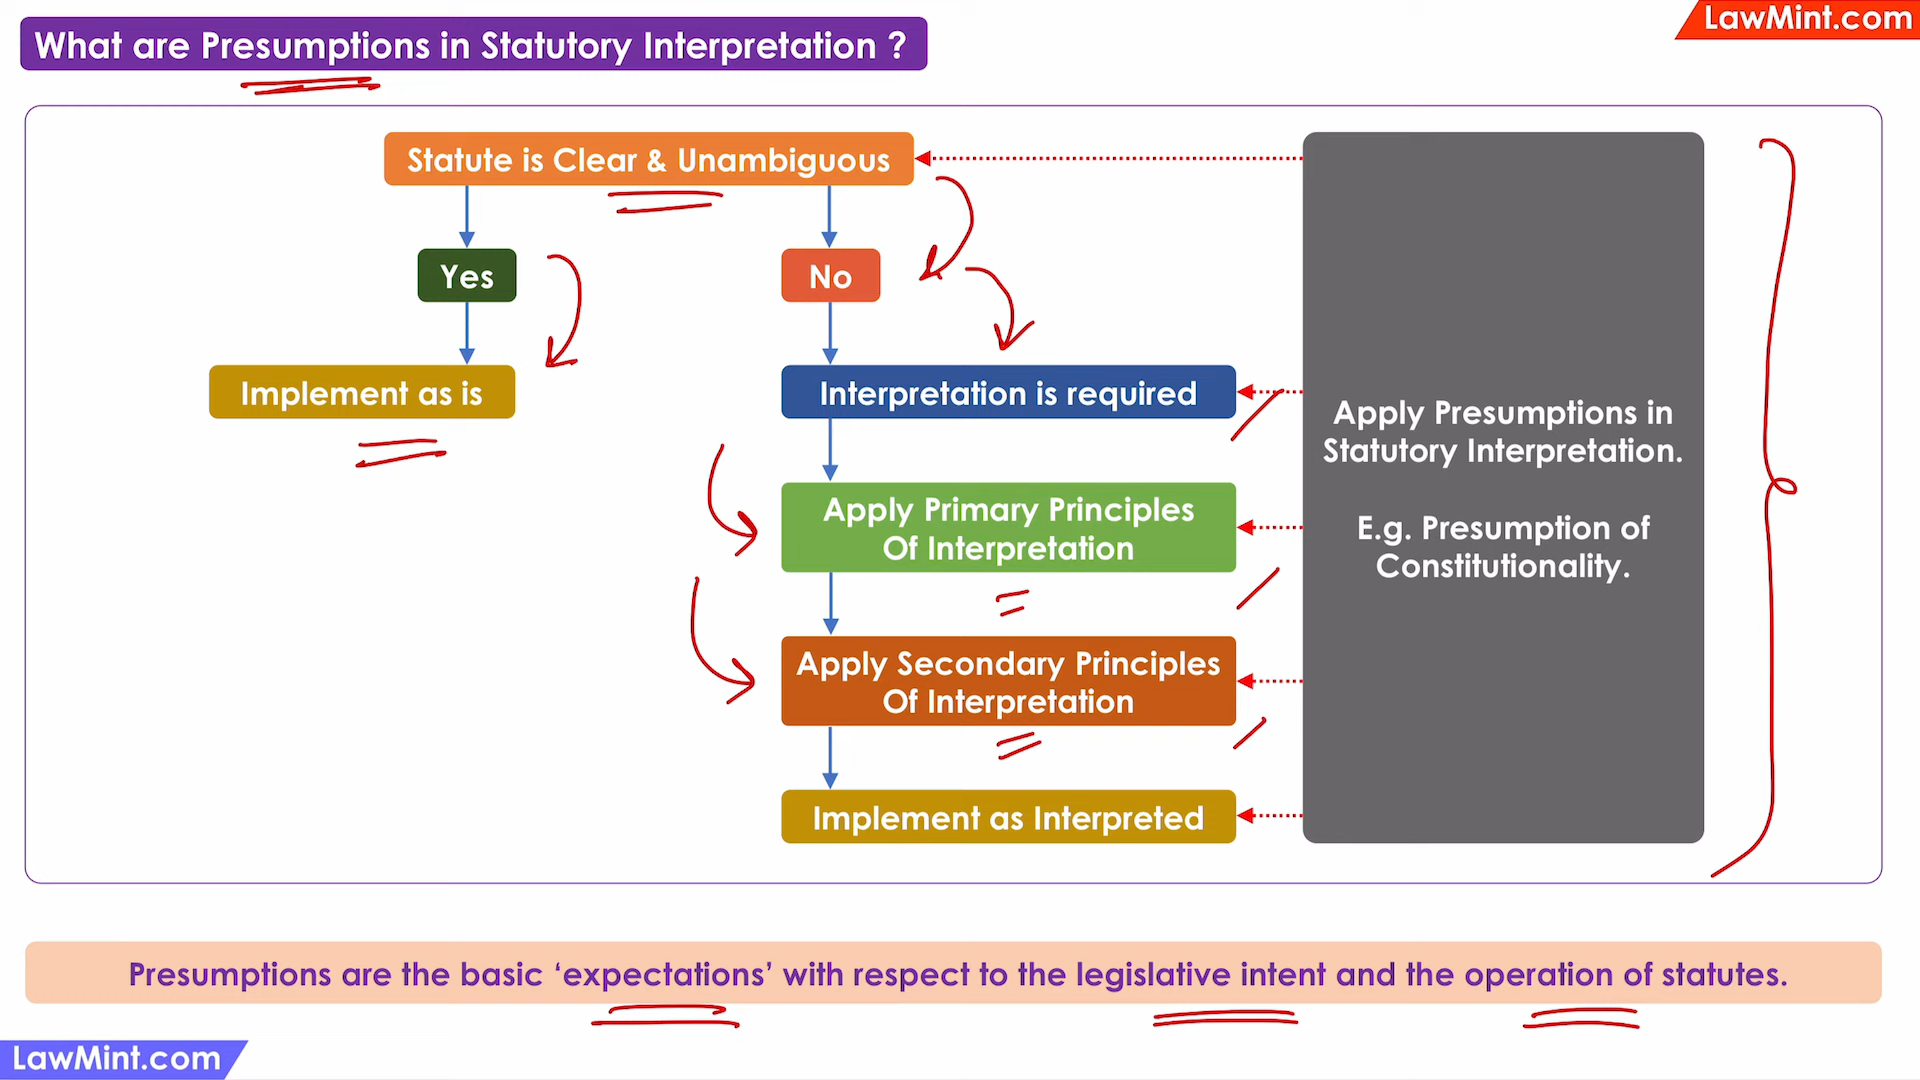 What are Presumptions in Statutory Interpretation ?
LawMint.com
Statute is Clear & Unambiguous
Yes
No
Implement as is
Interpretation is required
Apply Primary Principles
Of Interpretation
Apply Secondary Principles
Of Interpretation
Implement as Interpreted
Apply Presumptions in
Statutory Interpretation.
E.g. Presumption of
Constitutionality.
Presumptions are the basic ‘expectations’ with respect to the legislative intent and the operation of statutes.
LawMint.com